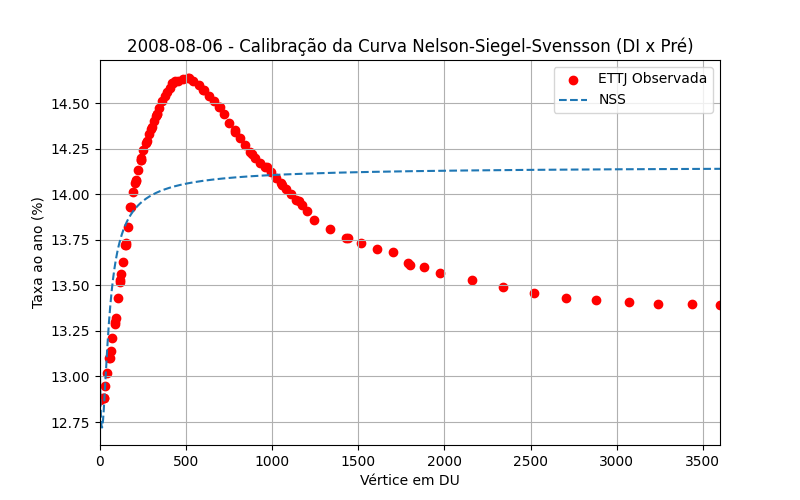 2008-08-06 - Calibração da Curva Nelson-Siegel-Svensson (DI x Pré)
ETTJ Observada
NSS
Taxa ao ano (%)
14.50
14.25
14.00
13.75
13.50
13.25
13.00
12.75
0 500 1000 1500 2000 2500 3000 3500
Vértice em DU